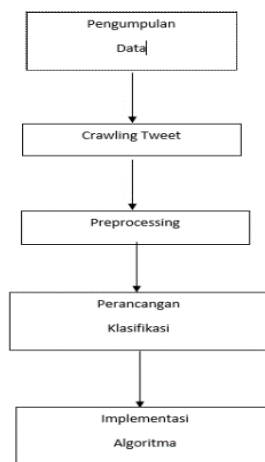 Pengumpulan
Data
Crawling Tweet
Preprocessing
Perancangan
Klasifikasi
Implementasi
Algoritma